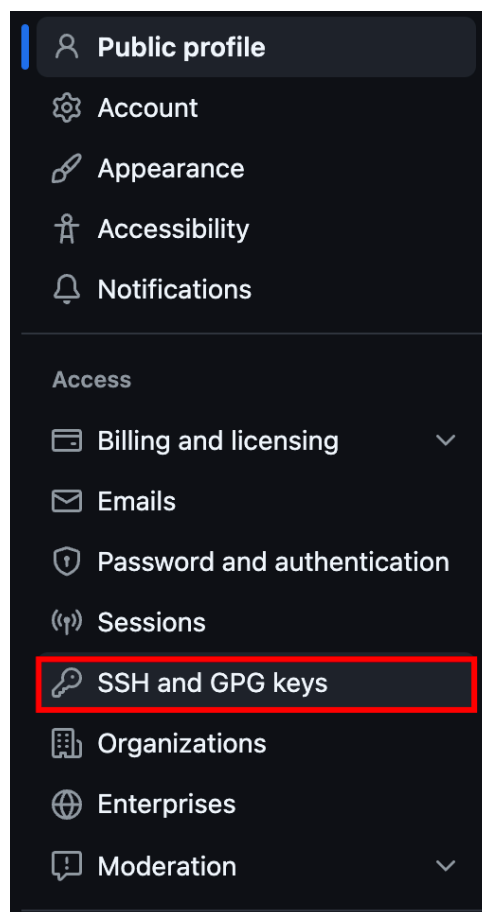 Public profile
Account
Appearance
Accessibility
Notifications
Access
Billing and licensing
Emails
Password and authentication
Sessions
SSH and GPG keys
Organizations
Enterprises
Moderation